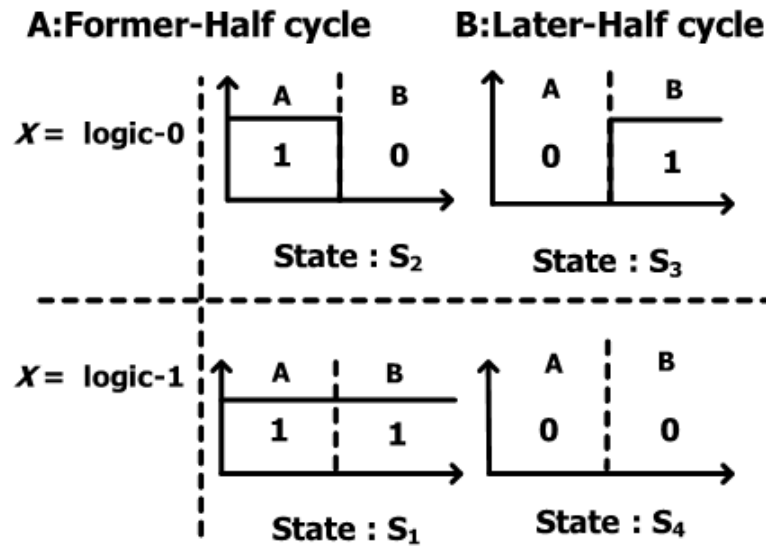 A:Former-Half cycle B:Later-Half cycle
A B A B
X = logic-0
1 0 0 1
State : S₂ State : S₃
X = logic-1
A B A B
1 1 0 0
State : S₁ State : S₄